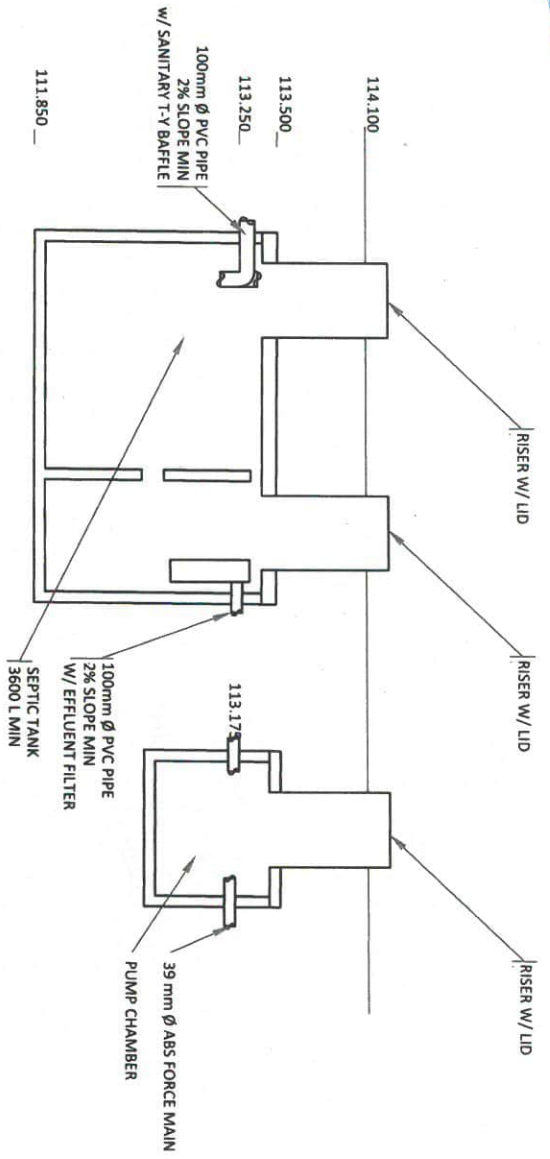 RISER W/ LID
RISER W/ LID
RISER W/ LID
114.100
113.500
113.250
100mm Ø PVC PIPE
2% SLOPE MIN
w/ SANITARY T-Y BAFFLE
111.850
113.175
100mm Ø PVC PIPE
2% SLOPE MIN
W/ EFFLUENT FILTER
SEPTIC TANK
3600 L MIN
39 mm Ø ABS FORCE MAIN
PUMP CHAMBER